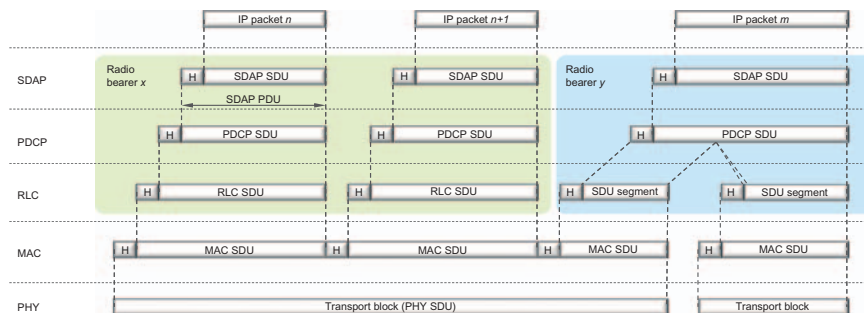 IP packet n
IP packet n+1
IP packet m
Radio bearer x
Radio bearer y
SDAP
H
SDAP SDU
H
SDAP SDU
H
SDAP SDU
SDAP PDU
PDCP
H
PDCP SDU
H
PDCP SDU
H
PDCP SDU
RLC
H
RLC SDU
H
RLC SDU
H
SDU segment
H
SDU segment
MAC
H
MAC SDU
H
MAC SDU
H
MAC SDU
H
MAC SDU
PHY
Transport block (PHY SDU)
Transport block